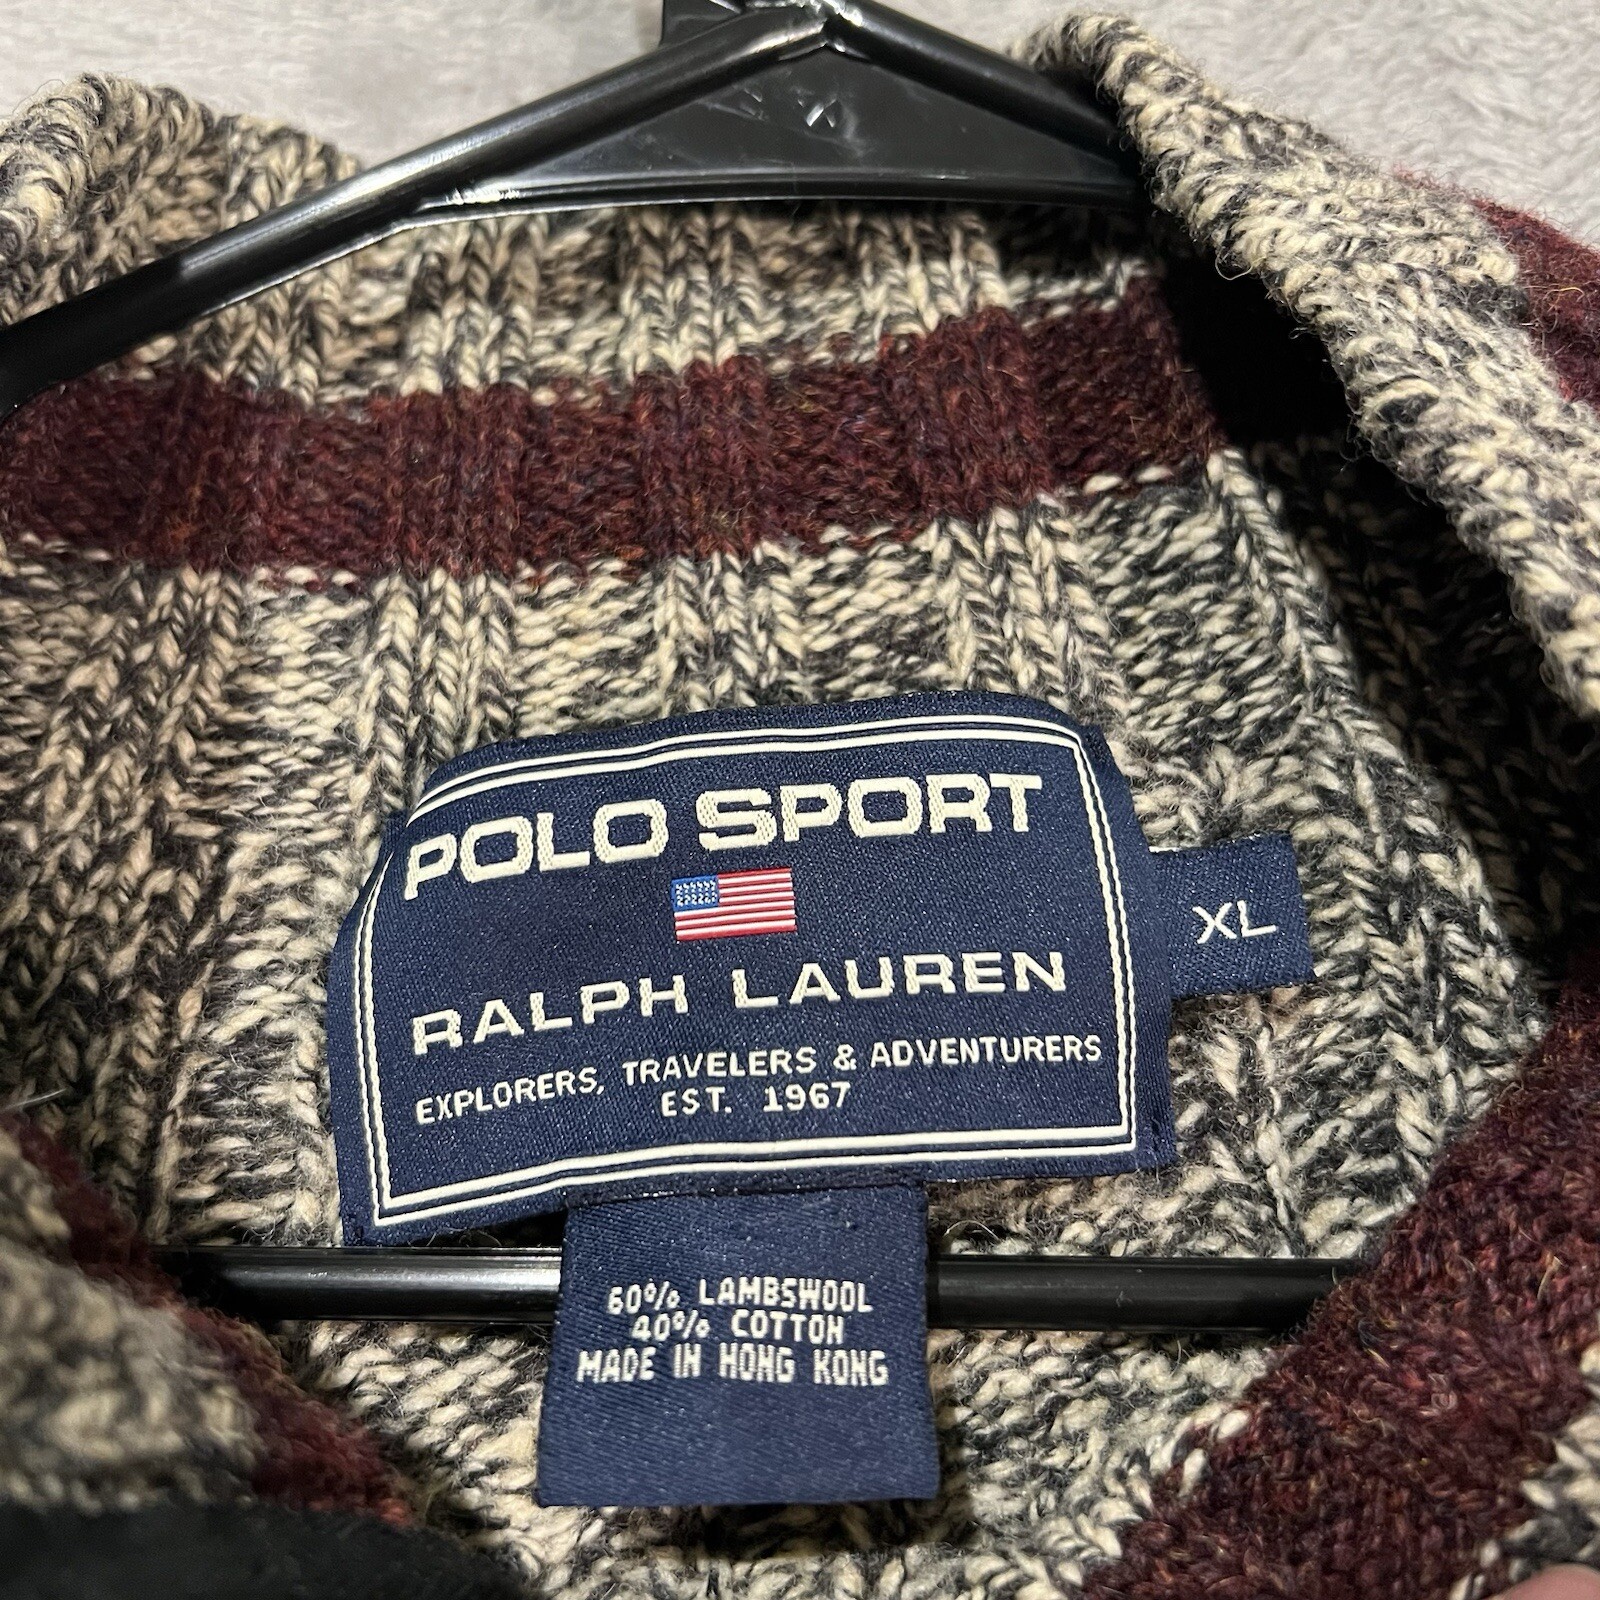 POLO SPORT
RALPH LAUREN
EXPLORERS, TRAVELERS & ADVENTURERS
EST. 1967
XL
60% LAMBSWOOL
40% COTTON
MADE IN HONG KONG